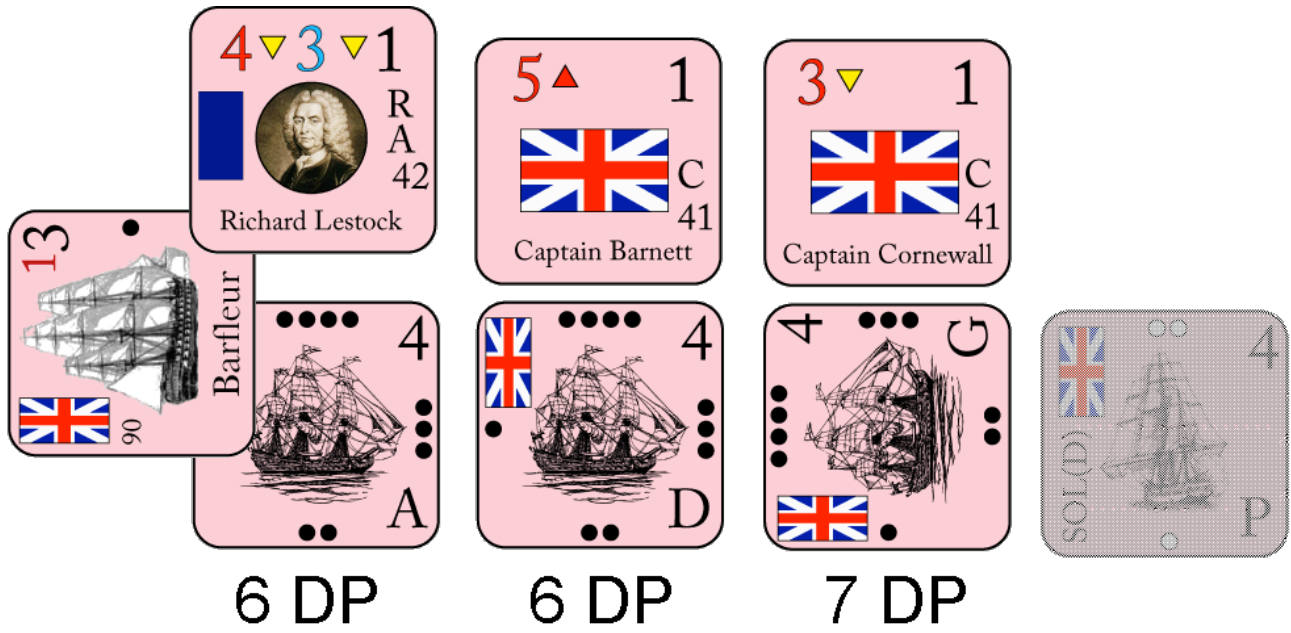 4 3 1
R
A
42
Richard Lestock
5 1
C
41
Captain Barnett
3 1
C
41
Captain Cornewall
13
Barfleur
90
4
A
4
D
4
G
4
SOL(D)
P
6 DP
6 DP
7 DP